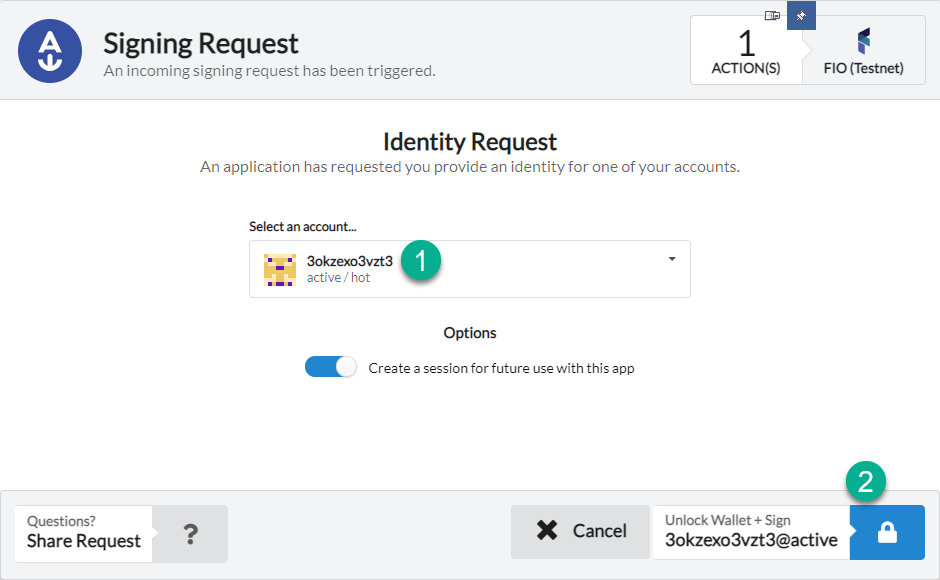 Signing Request
An incoming signing request has been triggered.
1
ACTION(S)
FIO (Testnet)
Identity Request
An application has requested you provide an identity for one of your accounts.
Select an account...
3okzexo3vzt3
1
active / hot
Options
Create a session for future use with this app
2
Questions?
Share Request
?
Cancel
Unlock Wallet + Sign
3okzexo3vzt3@active